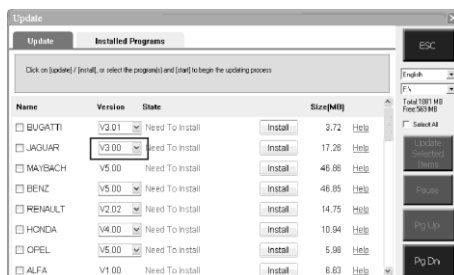 Update
Update Installed Programs
ESC
Click on [update] / [install], or select the program(s) and [start] to begin the updating process
English
F:\
Total:1881 MB
Free:569 MB
Select All
Name Version State Size[MB]
BUGATTI V3.01 Need To Install Install 3.72 Help
JAGUAR V3.00 Need To Install Install 17.28 Help
MAYBACH V5.00 Need To Install Install 46.86 Help
BENZ V5.00 Need To Install Install 46.85 Help
RENAULT V2.02 Need To Install Install 14.75 Help
HONDA V4.00 Need To Install Install 10.94 Help
OPEL V5.00 Need To Install Install 5.98 Help
ALFA V1.00 Need To Install Install 6.83 Help
Update
Selected
Items
Pause
Pg Up
Pg Dn